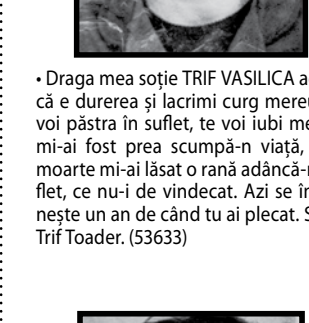 • Draga mea soție TRIF VASILICA a
că e durerea și lacrimi curg mereu
voi păstra în suflet, te voi iubi me
mi-ai fost prea scumpă-n viață,
moarte mi-ai lăsat o rană adâncă-
flet, ce nu-i de vindecat. Azi se în
nește un an de când tu ai plecat. S
Trif Toader. (53633)